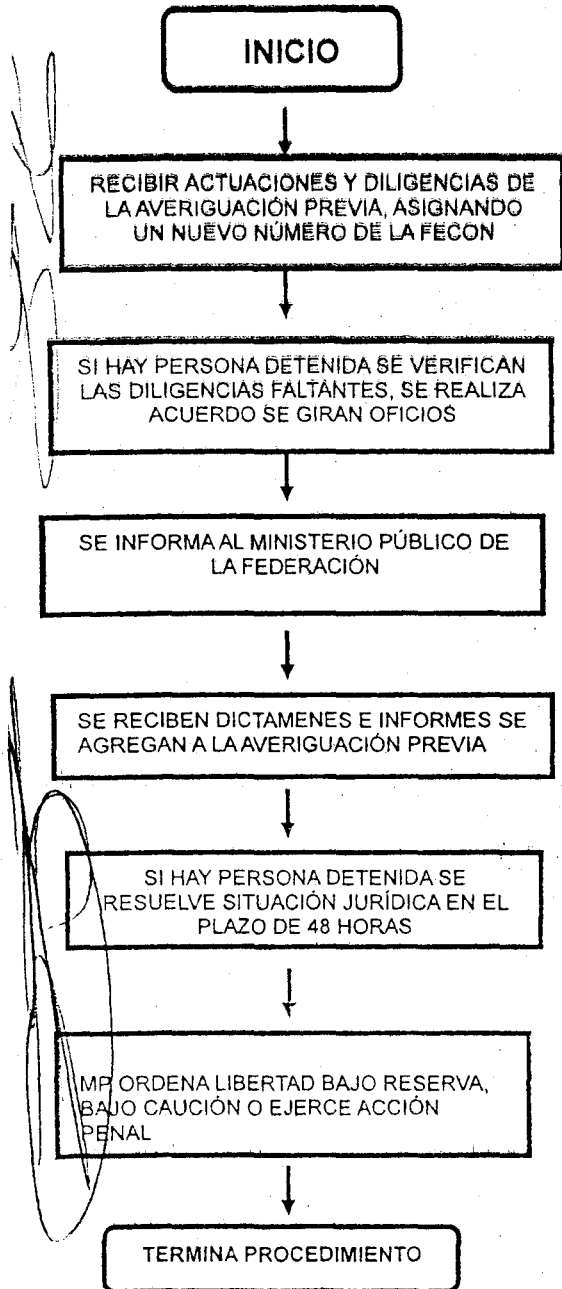 INICIO
RECIBIR ACTUACIONES Y DILIGENCIAS DE
LA AVERIGUACIÓN PREVIA, ASIGNANDO
UN NUEVO NÚMERO DE LA FECON
SI HAY PERSONA DETENIDA SE VERIFICAN
LAS DILIGENCIAS FALTANTES, SE REALIZA
ACUERDO SE GIRAN OFICIOS
SE INFORMA AL MINISTERIO PÚBLICO DE
LA FEDERACIÓN
SE RECIBEN DICTAMENES E INFORMES SE
AGREGAN A LA AVERIGUACIÓN PREVIA
SI HAY PERSONA DETENIDA SE
RESUELVE SITUACIÓN JURÍDICA EN EL
PLAZO DE 48 HORAS
MP ORDENA LIBERTAD BAJO RESERVA,
BAJO CAUCIÓN O EJERCE ACCIÓN
PENAL
TERMINA PROCEDIMIENTO